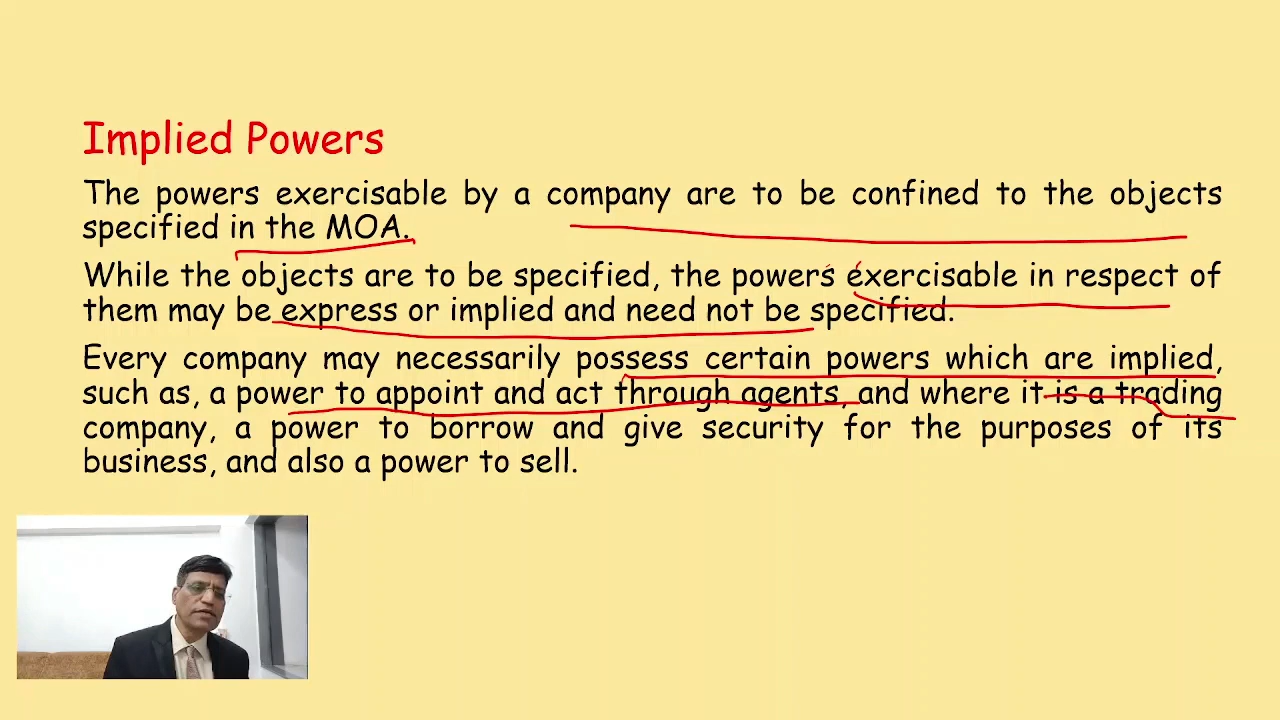 Implied Powers
The powers exercisable by a company are to be confined to the objects
specified in the MOA.
While the objects are to be specified, the powers exercisable in respect of
them may be express or implied and need not be specified.
Every company may necessarily possess certain powers which are implied,
such as, a power to appoint and act through agents, and where it is a trading
company, a power to borrow and give security for the purposes of its
business, and also a power to sell.